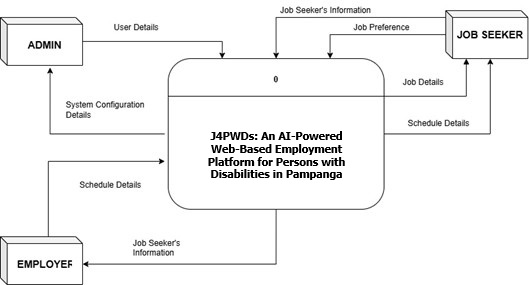 Job Seeker's Information
User Details
Job Preference
ADMIN
JOB SEEKER
0
Job Details
System Configuration
Details
J4PWDs: An AI-Powered
Web-Based Employment
Platform for Persons with
Disabilities in Pampanga
Schedule Details
Schedule Details
Job Seeker's
Information
EMPLOYER